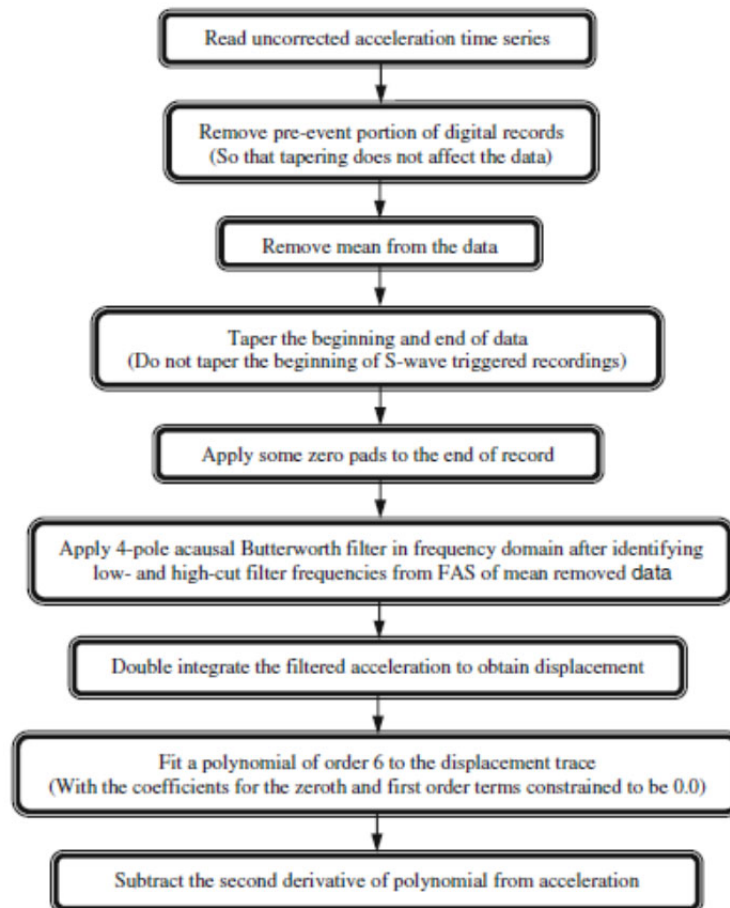 Read uncorrected acceleration time series
Remove pre-event portion of digital records
(So that tapering does not affect the data)
Remove mean from the data
Taper the beginning and end of data
(Do not taper the beginning of S-wave triggered recordings)
Apply some zero pads to the end of record
Apply 4-pole acausal Butterworth filter in frequency domain after identifying
low- and high-cut filter frequencies from FAS of mean removed data
Double integrate the filtered acceleration to obtain displacement
Fit a polynomial of order 6 to the displacement trace
(With the coefficients for the zeroth and first order terms constrained to be 0.0)
Subtract the second derivative of polynomial from acceleration